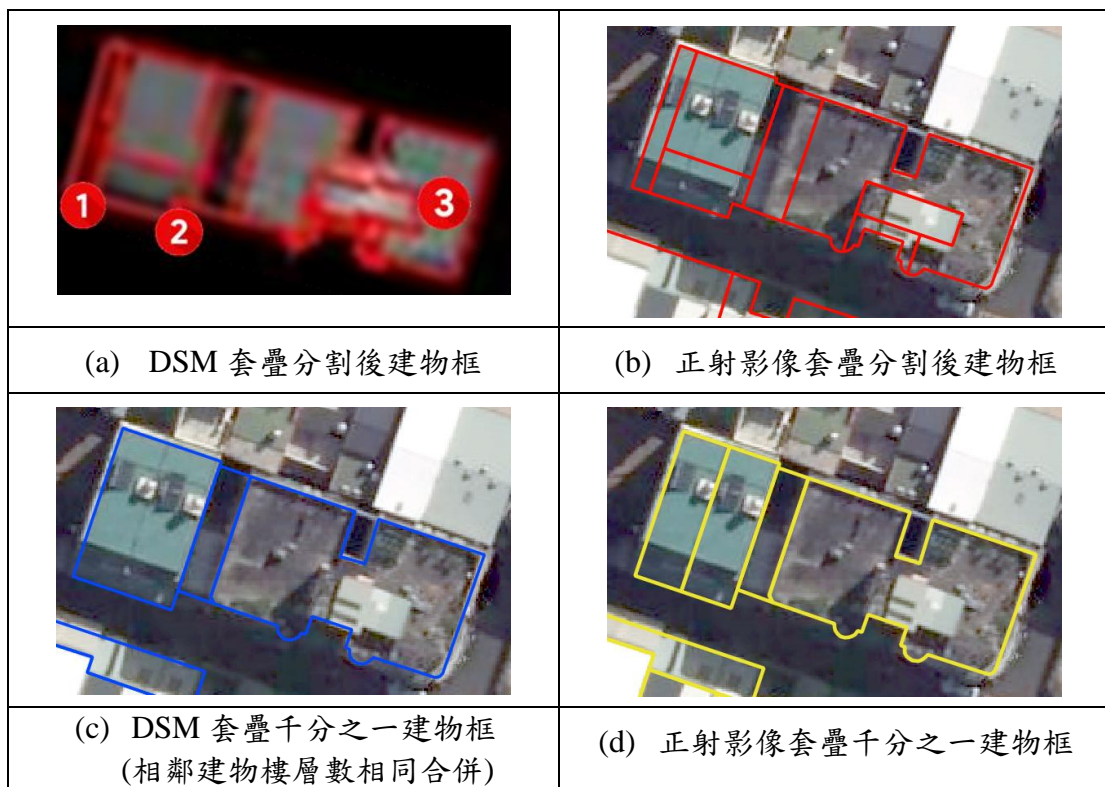 1
2
3
(a) DSM 套疊分割後建物框
(b) 正射影像套疊分割後建物框
(c) DSM 套疊千分之一建物框
(相鄰建物樓層數相同合併)
(d) 正射影像套疊千分之一建物框